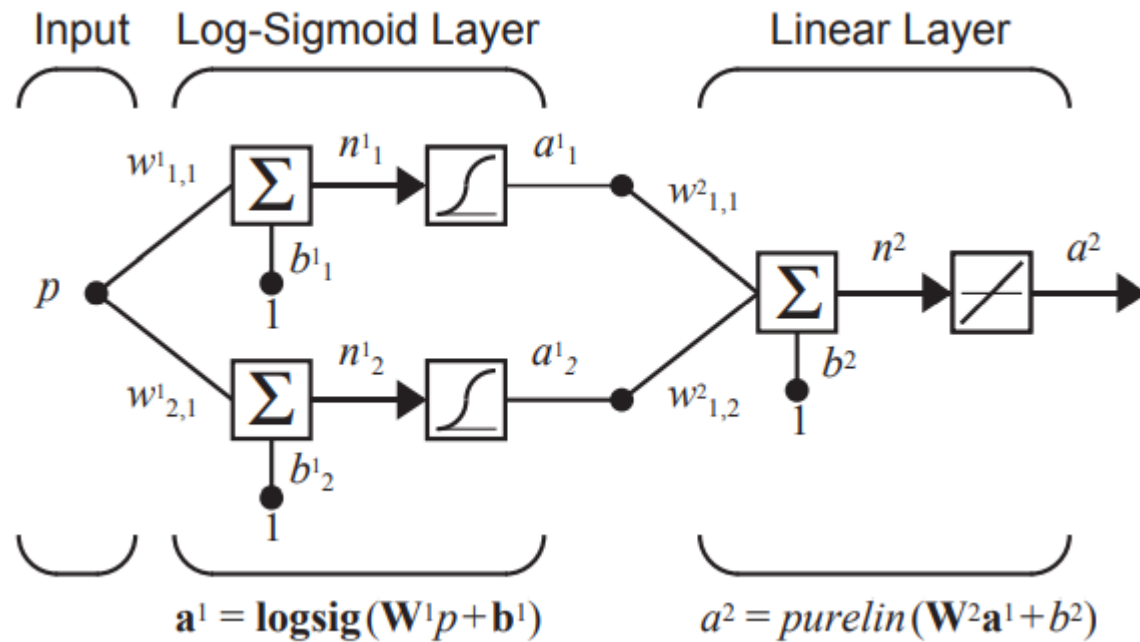 Input Log-Sigmoid Layer Linear Layer
w¹₁,₁ n¹₁ a¹₁ w²₁,₁
Σ
b¹₁
1
p
n² a²
Σ
b²
1
w¹₂,₁ n¹₂ a¹₂ w²₁,₂
Σ
b¹₂
1
a¹ = logsig(W¹p+b¹) a² = purelin(W²a¹+b²)